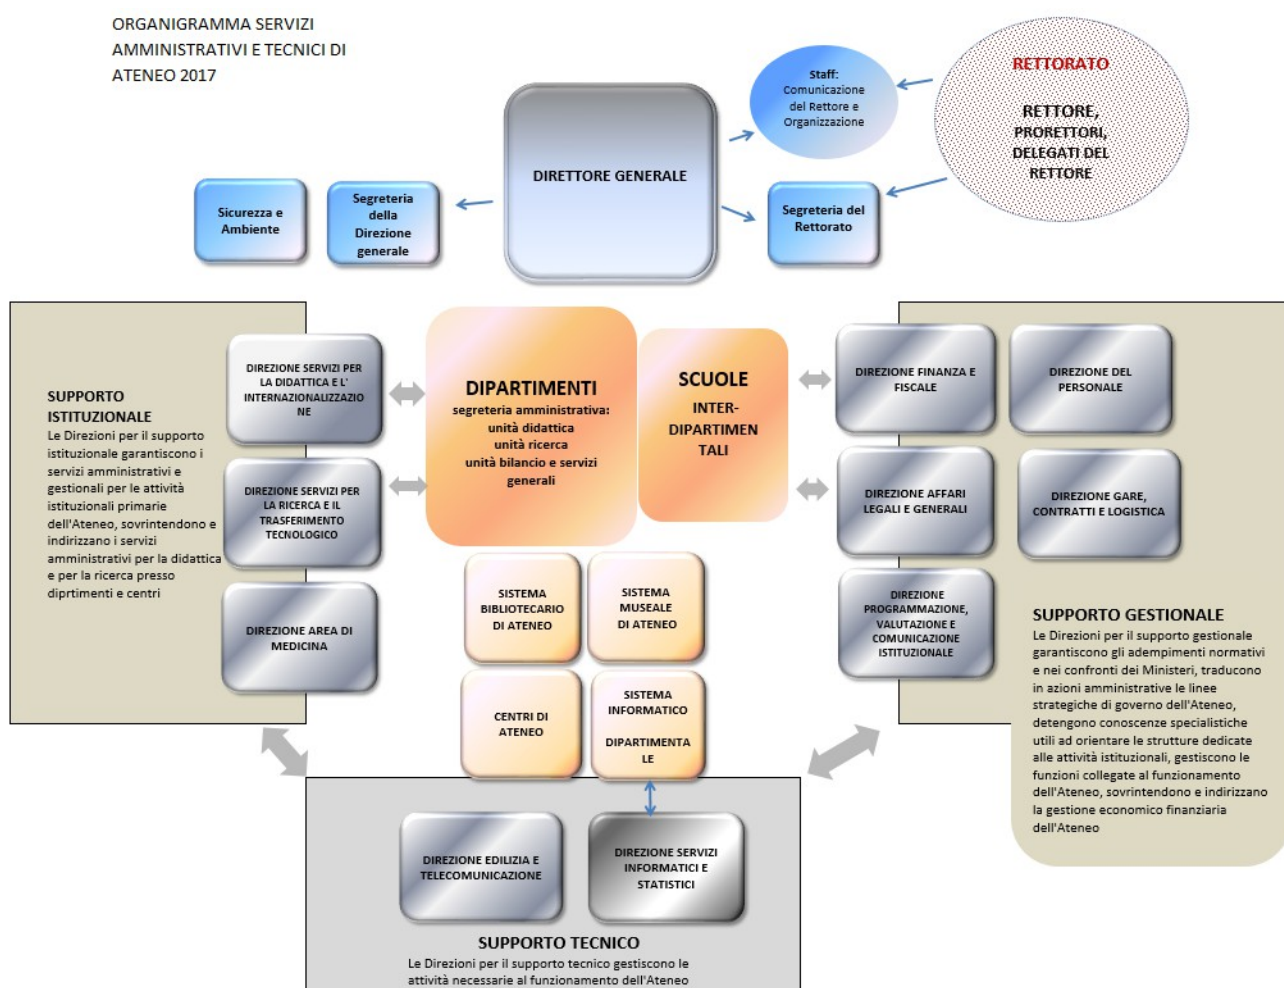 ORGANIGRAMMA SERVIZI
AMMINISTRATIVI E TECNICI DI
ATENEO 2017
Staff:
Comunicazione
del Rettore e
Organizzazione
RETTORATO
RETTORE,
PRORETTORI,
DELEGATI DEL
RETTORE
DIRETTORE GENERALE
Sicurezza e
Ambiente
Segreteria
della
Direzione
generale
Segreteria del
Rettorato
SUPPORTO
ISTITUZIONALE
Le Direzioni per il supporto
istituzionale garantiscono i
servizi amministrativi e
gestionali per le attività
istituzionali primarie
dell'Ateneo, sovrintendono e
indirizzano i servizi
amministrativi per la didattica
e per la ricerca presso
diprtimenti e centri
DIREZIONE SERVIZI PER
LA DIDATTICA E L'
INTERNAZIONALIZZAZIO
NE
DIREZIONE SERVIZI PER
LA RICERCA E IL
TRASFERIMENTO
TECNOLOGICO
DIREZIONE AREA DI
MEDICINA
DIPARTIMENTI
segreteria amministrativa:
unità didattica
unità ricerca
unità bilancio e servizi
generali
SCUOLE
INTER-
DIPARTIMEN
TALI
DIREZIONE FINANZA E
FISCALE
DIREZIONE DEL
PERSONALE
DIREZIONE AFFARI
LEGALI E GENERALI
DIREZIONE GARE,
CONTRATTI E LOGISTICA
DIREZIONE
PROGRAMMAZIONE,
VALUTAZIONE E
COMUNICAZIONE
ISTITUZIONALE
SUPPORTO GESTIONALE
Le Direzioni per il supporto gestionale
garantiscono gli adempimenti normativi
e nei confronti dei Ministeri, traducono
in azioni amministrative le linee
strategiche di governo dell'Ateneo,
detengono conoscenze specialistiche
utili ad orientare le strutture dedicate
alle attività istituzionali, gestiscono le
funzioni collegate al funzionamento
dell'Ateneo, sovrintendono e indirizzano
la gestione economico finanziaria
dell'Ateneo
SISTEMA
BIBLIOTECARIO
DI ATENEO
SISTEMA
MUSEALE
DI ATENEO
CENTRI DI
ATENEO
SISTEMA
INFORMATICO
DIPARTIMENTA
LE
DIREZIONE EDILIZIA E
TELECOMUNICAZIONE
DIREZIONE SERVIZI
INFORMATICI E
STATISTICI
SUPPORTO TECNICO
Le Direzioni per il supporto tecnico gestiscono le
attività necessarie al funzionamento dell'Ateneo